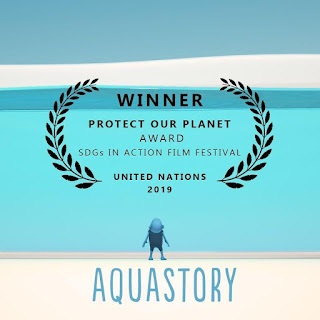 WINNER
PROTECT OUR PLANET
AWARD
SDGs IN ACTION FILM FESTIVAL
UNITED NATIONS
2019
AQUASTORY